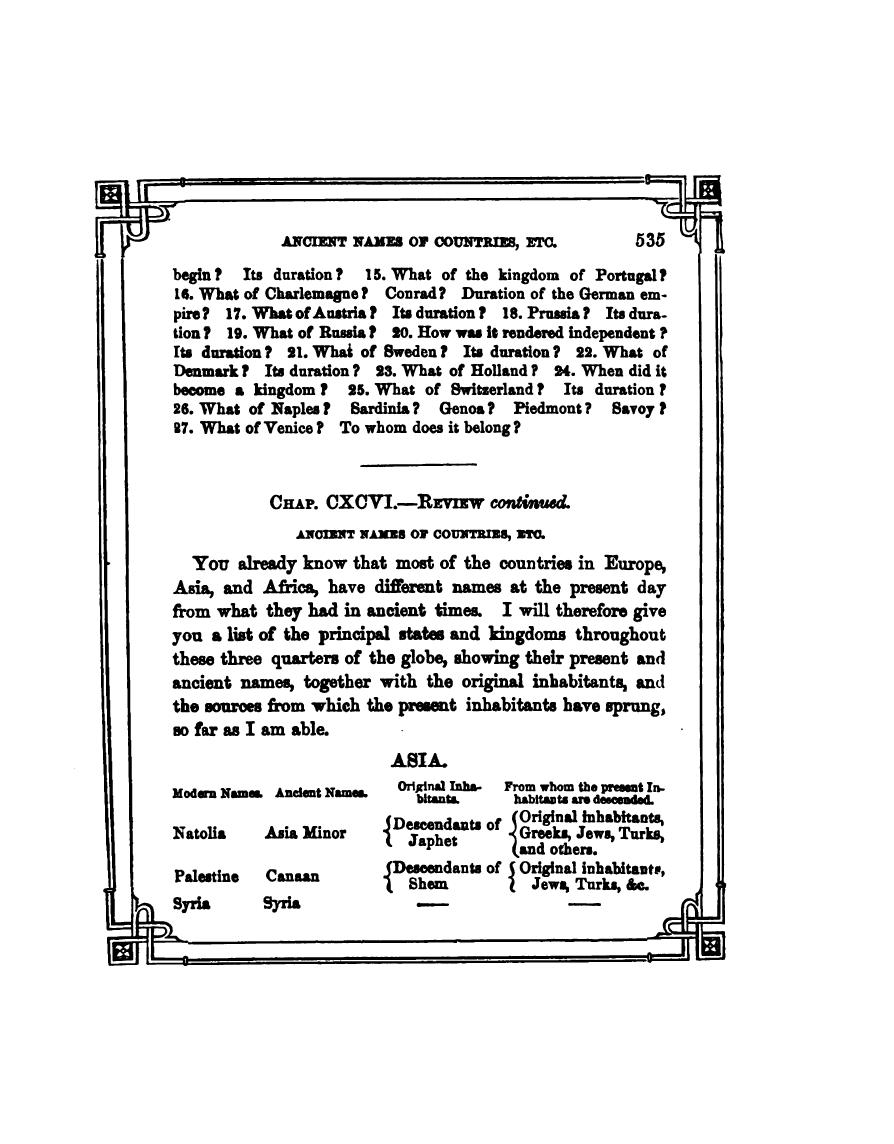 ANCIENT NAMES OF COUNTRIES, ETC. 535
begin? Its duration? 15. What of the kingdom of Portugal?
16. What of Charlemagne? Conrad? Duration of the German em-
pire? 17. What of Austria? Its duration? 18. Prussia? Its dura-
tion? 19. What of Russia? 20. How was it rendered independent?
Its duration? 21. What of Sweden? Its duration? 22. What of
Denmark? Its duration? 23. What of Holland? 24. When did it
become a kingdom? 25. What of Switzerland? Its duration?
26. What of Naples? Sardinia? Genoa? Piedmont? Savoy?
27. What of Venice? To whom does it belong?
CHAP. CXCVI.—REVIEW continued.
ANCIENT NAMES OF COUNTRIES, ETC.
YOU already know that most of the countries in Europe,
Asia, and Africa, have different names at the present day
from what they had in ancient times. I will therefore give
you a list of the principal states and kingdoms throughout
these three quarters of the globe, showing their present and
ancient names, together with the original inhabitants, and
the sources from which the present inhabitants have sprung,
so far as I am able.
ASIA.
Modern Names. Ancient Names. Original Inha- From whom the present In-
bitants. habitants are descended.
Natolia Asia Minor {Descendants of Japhet {Original inhabitants,
Greeks, Jews, Turks,
and others.
Palestine Canaan {Descendants of Shem {Original inhabitants,
Jews, Turks, &c.
Syria Syria — —